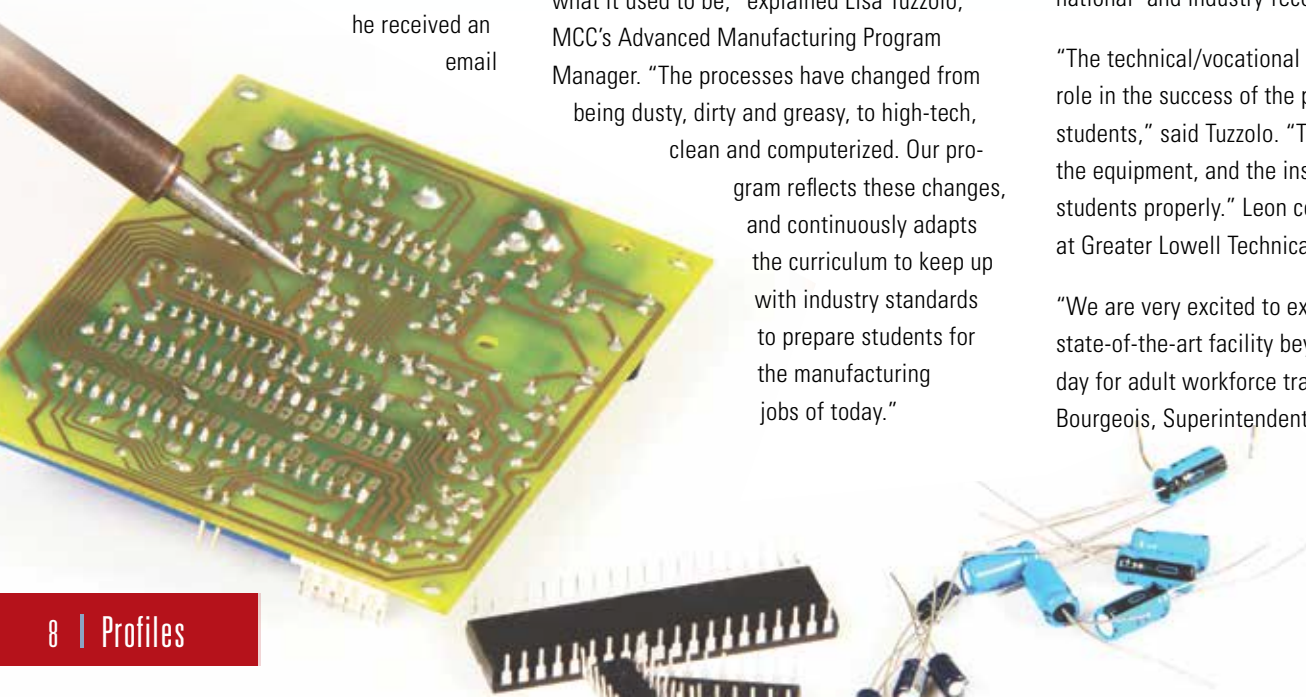 he received an
email
what it used to be,” explained Lisa Tuzzolo,
MCC’s Advanced Manufacturing Program
Manager. “The processes have changed from
being dusty, dirty and greasy, to high-tech,
clean and computerized. Our pro-
gram reflects these changes,
and continuously adapts
the curriculum to keep up
with industry standards
to prepare students for
the manufacturing
jobs of today.”
national and industry
“The technical/vocational
role in the success of the
students,” said Tuzzolo.
the equipment, and the
students properly.” Leon
at Greater Lowell
“We are very excited to
state-of-the-art facility
day for adult workforce
Bourgeois, Superintendent
8 | Profiles